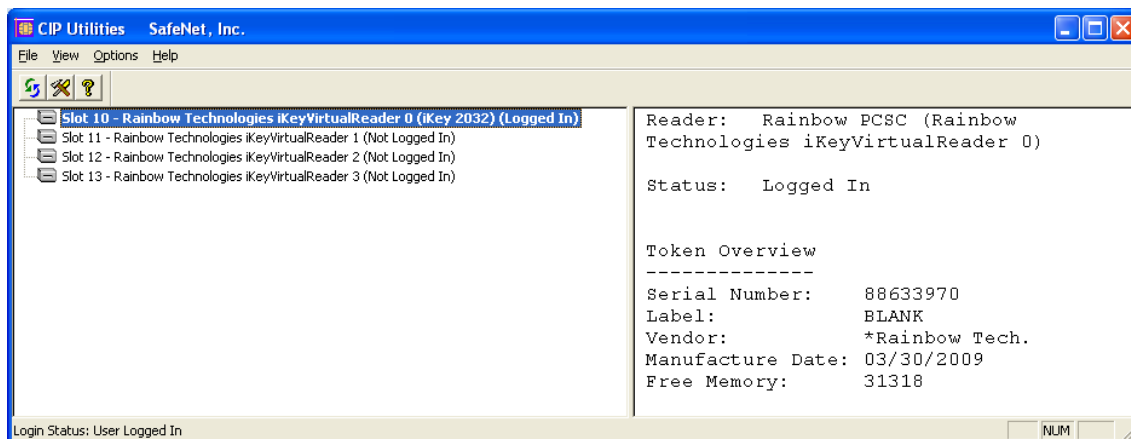 CIP Utilities SafeNet, Inc.
File View Options Help
Slot 10 - Rainbow Technologies iKeyVirtualReader 0 (iKey 2032) (Logged In)
Slot 11 - Rainbow Technologies iKeyVirtualReader 1 (Not Logged In)
Slot 12 - Rainbow Technologies iKeyVirtualReader 2 (Not Logged In)
Slot 13 - Rainbow Technologies iKeyVirtualReader 3 (Not Logged In)
Reader: Rainbow PCSC (Rainbow
Technologies iKeyVirtualReader 0)
Status: Logged In
Token Overview
--------------
Serial Number: 88633970
Label: BLANK
Vendor: *Rainbow Tech.
Manufacture Date: 03/30/2009
Free Memory: 31318
Login Status: User Logged In
NUM